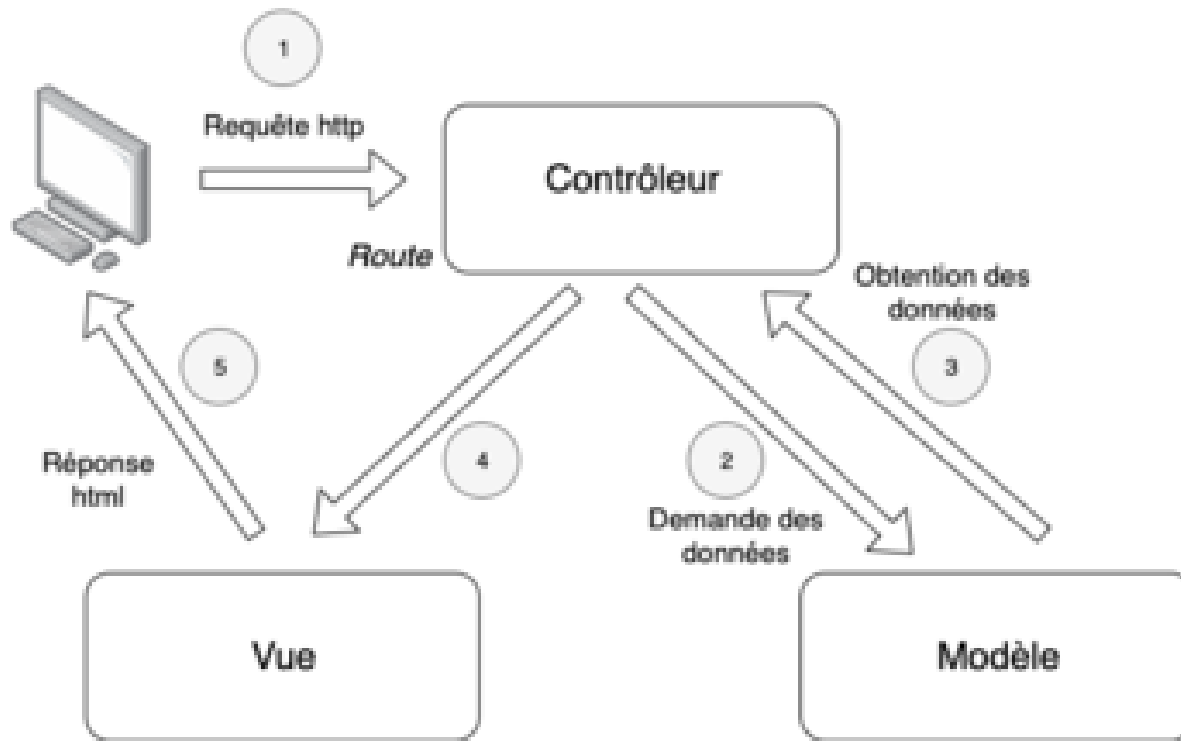 1
Requête http
Contrôleur
Route
Obtention des
données
5
3
4
2
Réponse
html
Demande des
données
Vue
Modèle